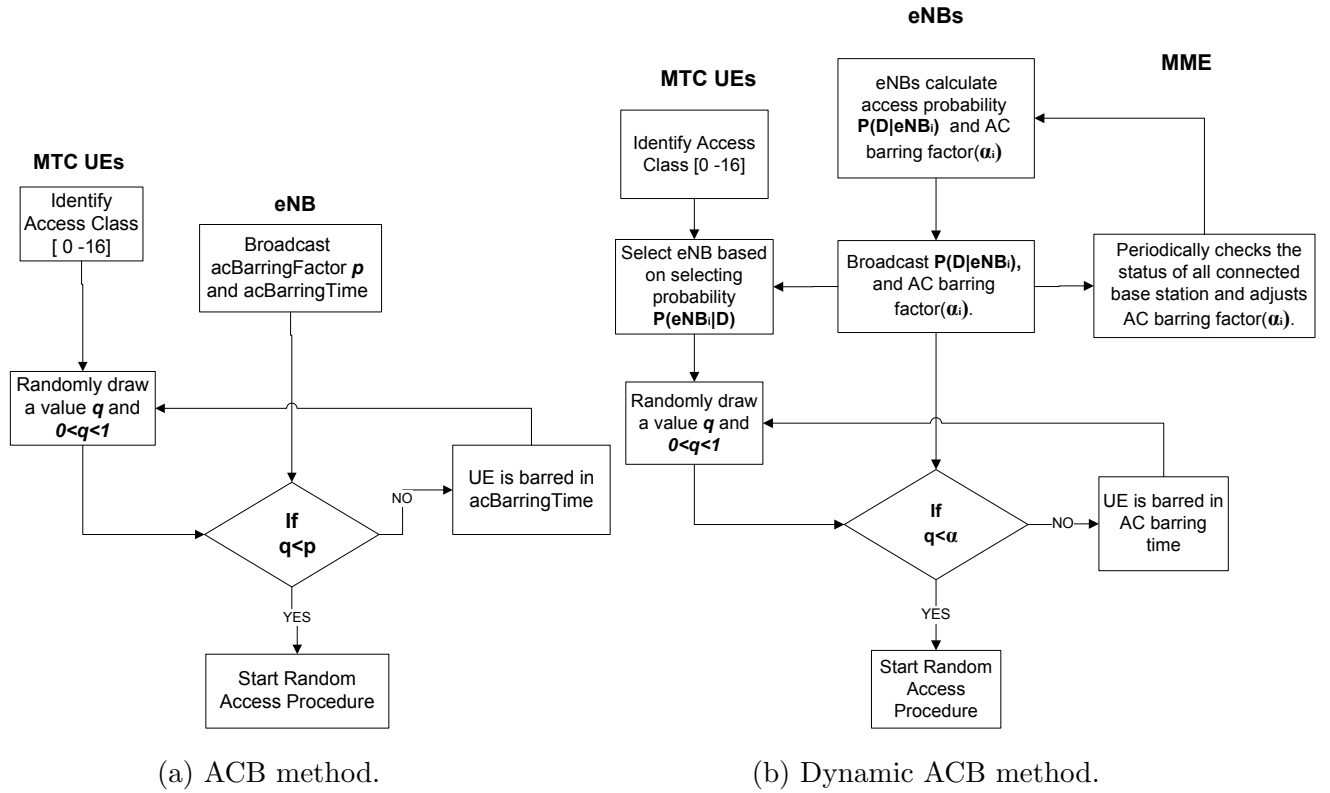 MTC UEs
Identify
Access Class
[ 0 -16]
eNB
Broadcast
acBarringFactor p
and acBarringTime
Randomly draw
a value q and
0<q<1
UE is barred in
acBarringTime
NO
If
q<p
YES
Start Random
Access Procedure
(a) ACB method.
eNBs
MTC UEs
MME
eNBs calculate
access probability
P(D|eNBi) and AC
barring factor(αi)
Identify Access
Class [0 -16]
Select eNB based
on selecting
probability
P(eNBi|D)
Broadcast P(D|eNBi),
and AC barring
factor(αi).
Periodically checks the
status of all connected
base station and adjusts
AC barring factor(αi).
Randomly draw
a value q and
0<q<1
If
q<α
NO
UE is barred in
AC barring
time
YES
Start Random
Access
Procedure
(b) Dynamic ACB method.